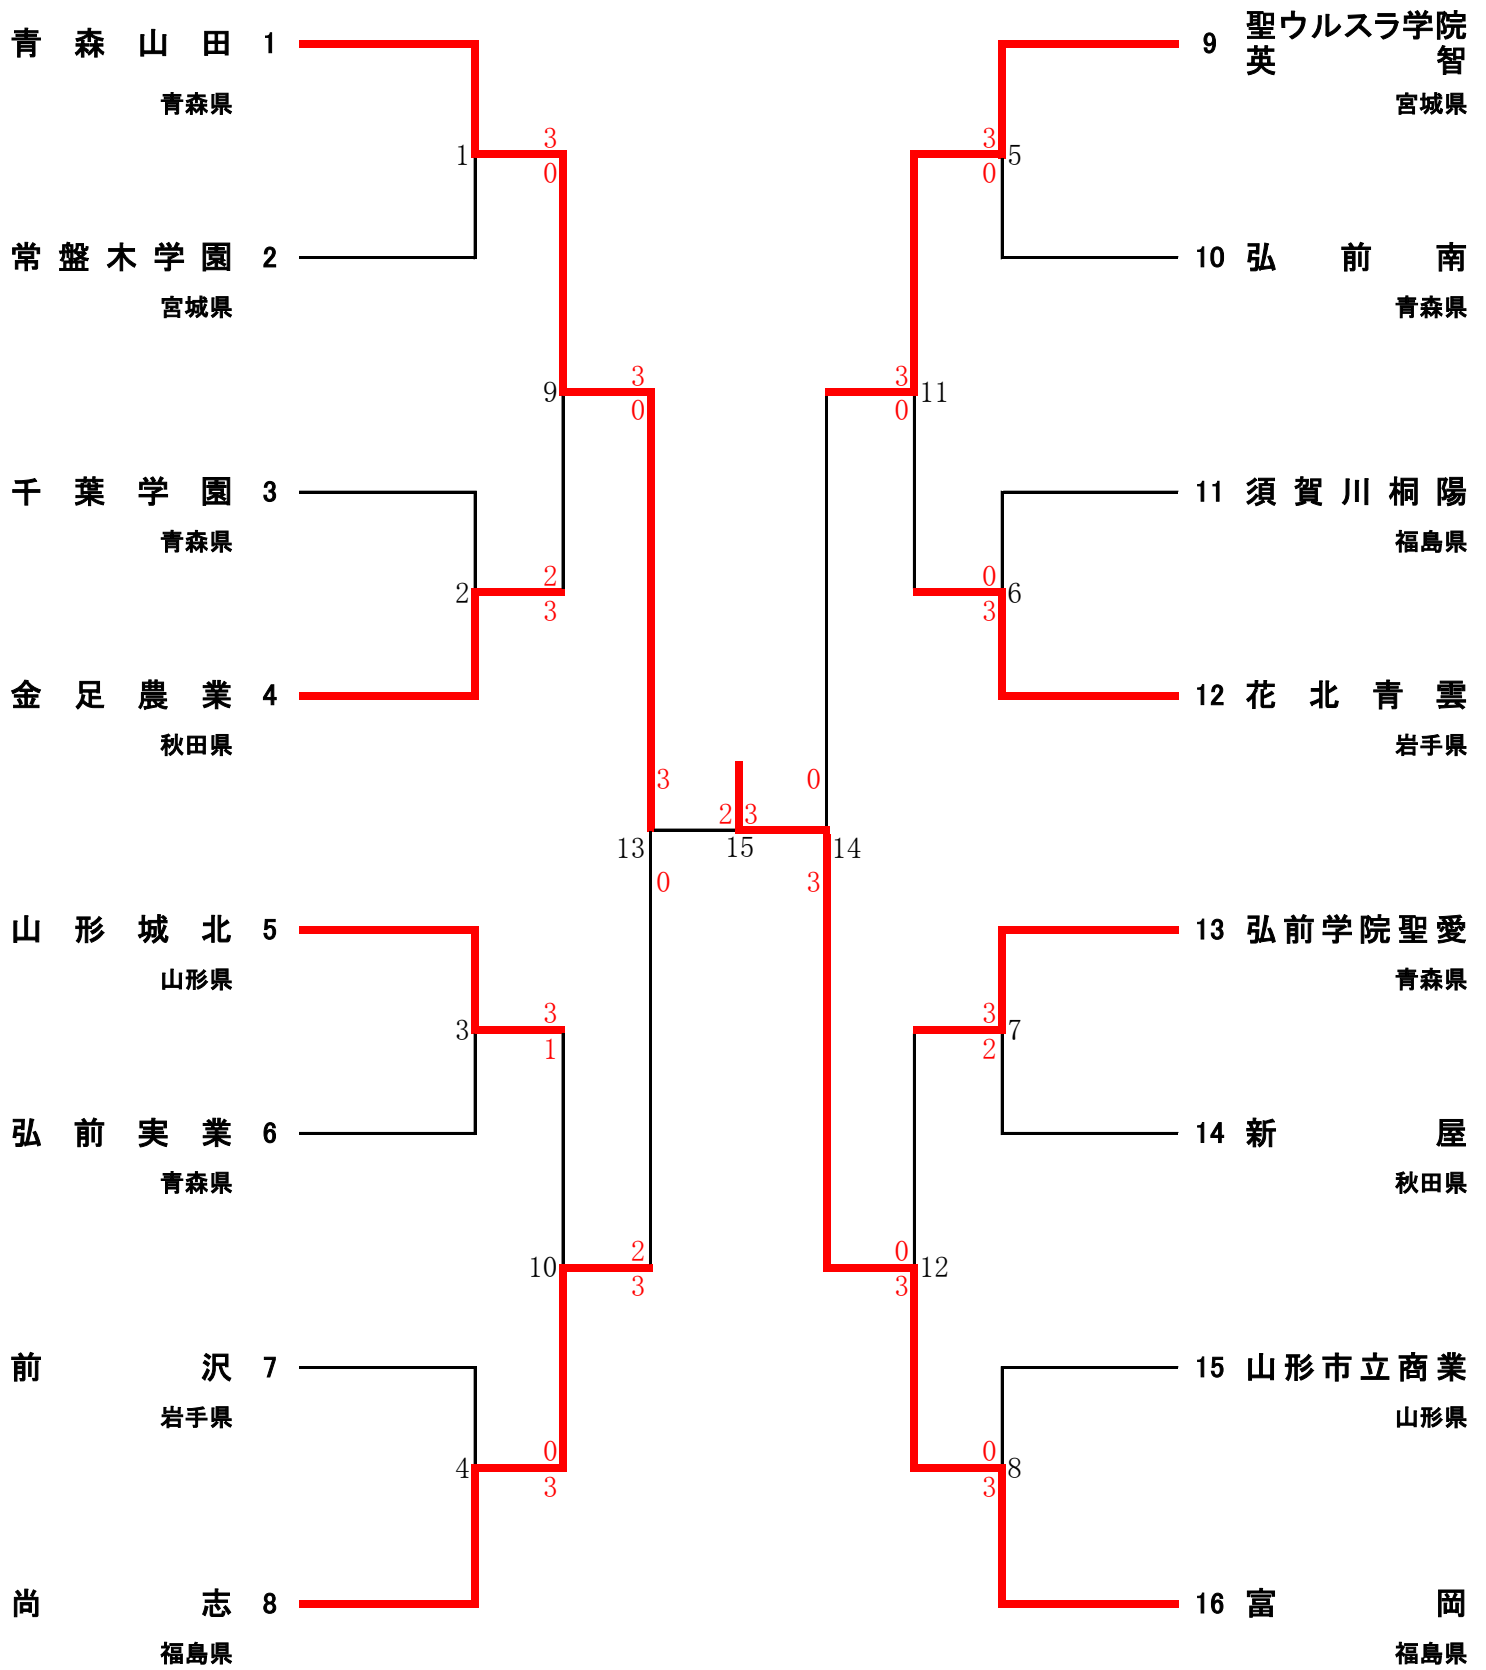 青森山田 1
青森県
1
3
0
常盤木学園 2
宮城県
9
3
0
千葉学園 3
青森県
2
2
3
金足農業 4
秋田県
3
13
0
2 3
15
0
14
3
山形城北 5
山形県
3
3
1
弘前実業 6
青森県
10
2
3
前沢 7
岩手県
4
0
3
尚志 8
福島県
9 聖ウルスラ学院
英智
宮城県
3
0
5
10 弘前南
青森県
3
0
11
11 須賀川桐陽
福島県
0
3
6
12 花北青雲
岩手県
13 弘前学院聖愛
青森県
3
2
7
14 新屋
秋田県
0
3
12
15 山形市立商業
山形県
0
3
8
16 富岡
福島県